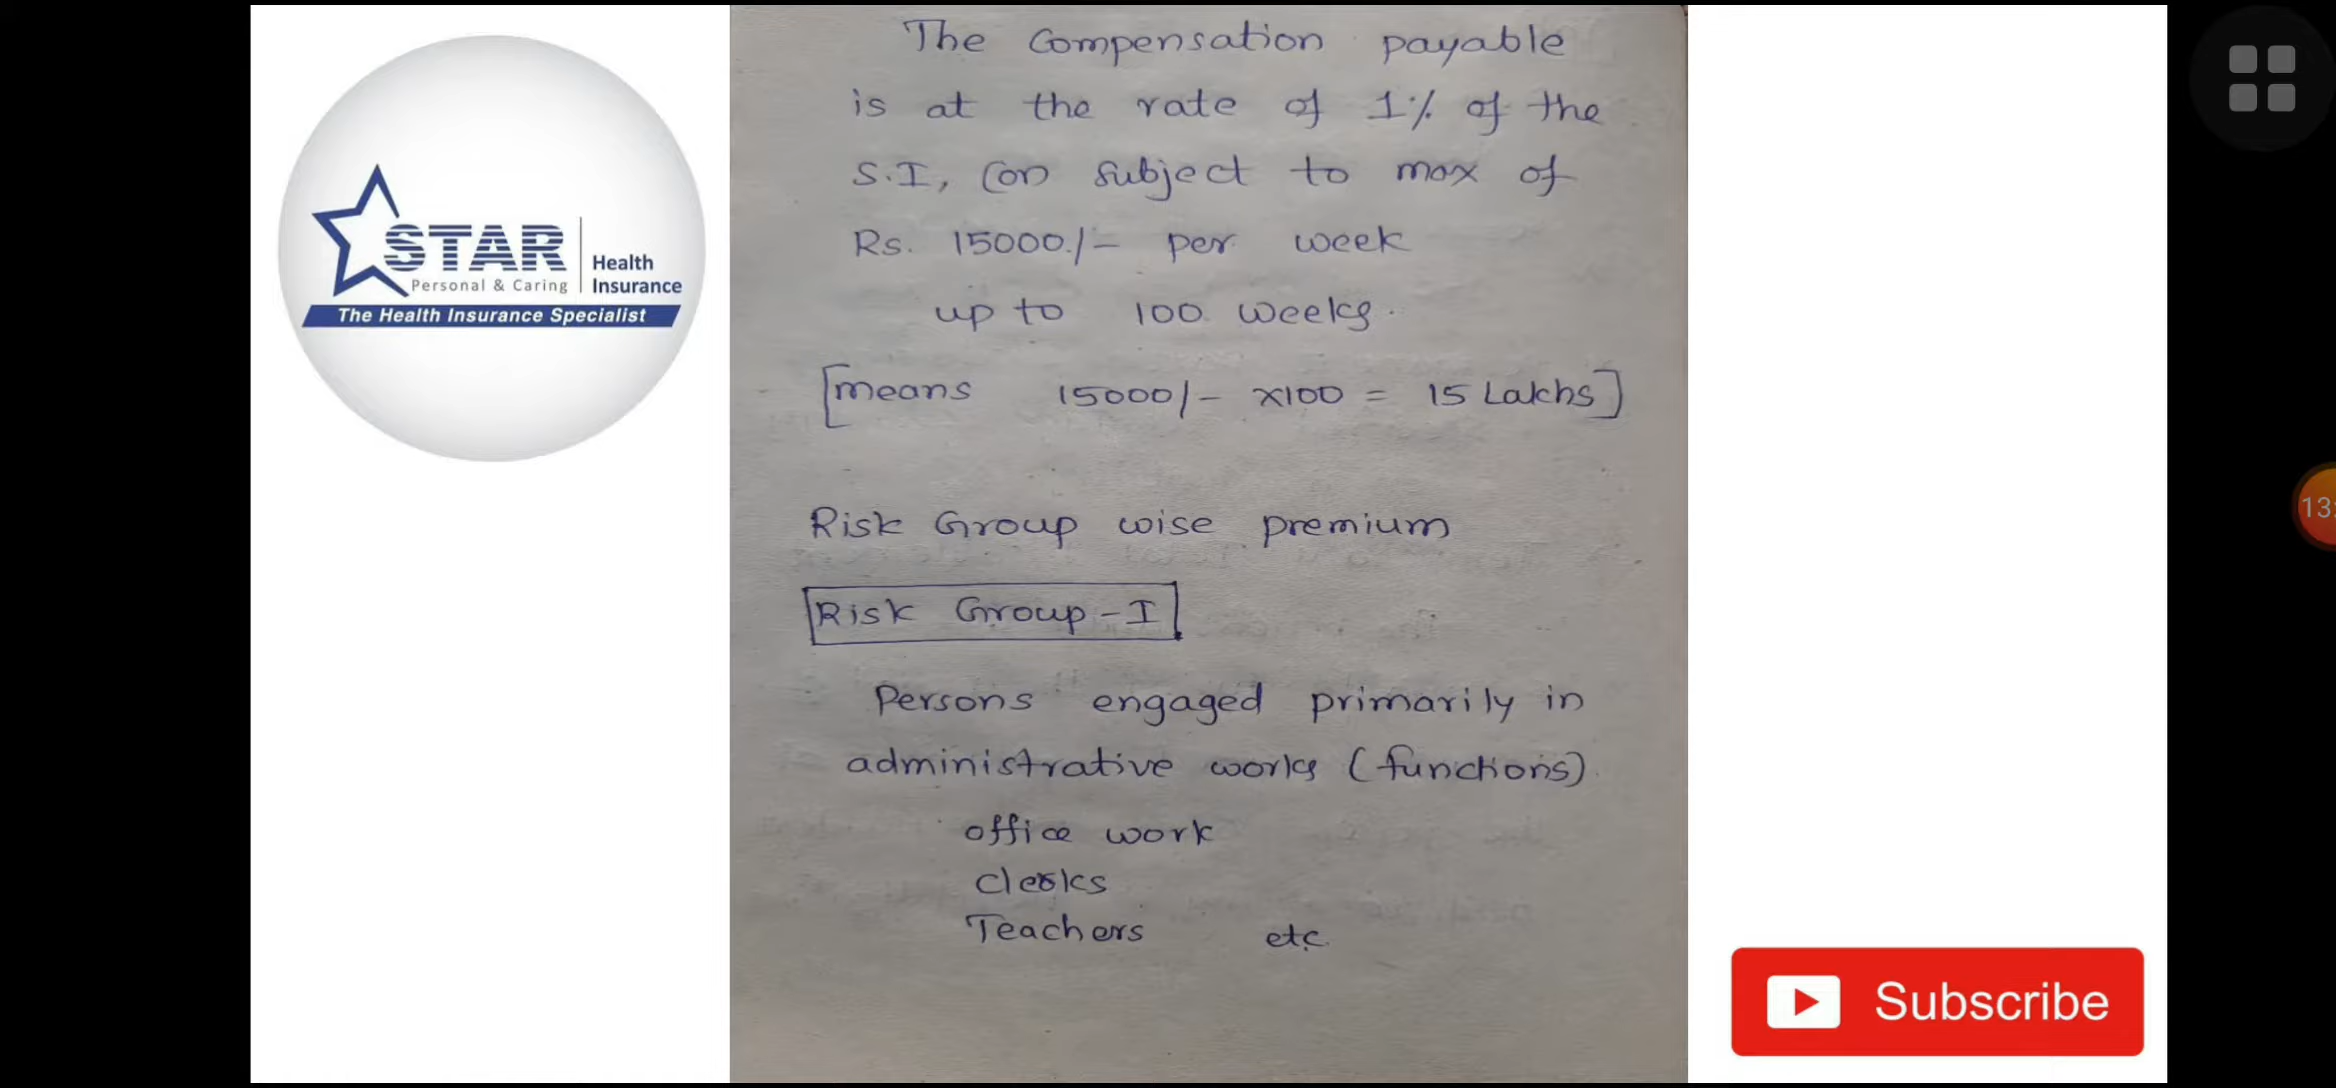 STAR
Health
Insurance
Personal & Caring
The Health Insurance Specialist
The Compensation payable
is at the rate of 1% of the
S.I, (or) subject to max of
Rs. 15000./- per week
up to 100 weeks.
[means 15000/- x100 = 15 Lakhs]
Risk Group wise premium
Risk Group - I
Persons engaged primarily in
administrative works (functions)
office work
clerks
Teachers etc.
13:
Subscribe